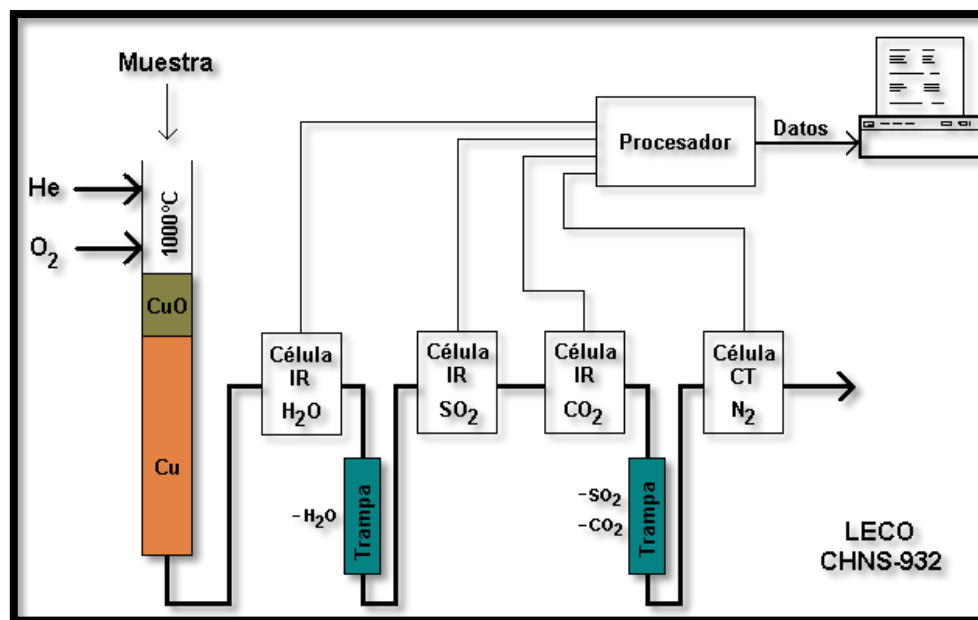 Muestra
He
O2
1000°C
CuO
Cu
Célula
IR
H2O
Trampa
-H2O
Célula
IR
SO2
Célula
IR
CO2
Trampa
-SO2
-CO2
Célula
CT
N2
Procesador
Datos
LECO
CHNS-932